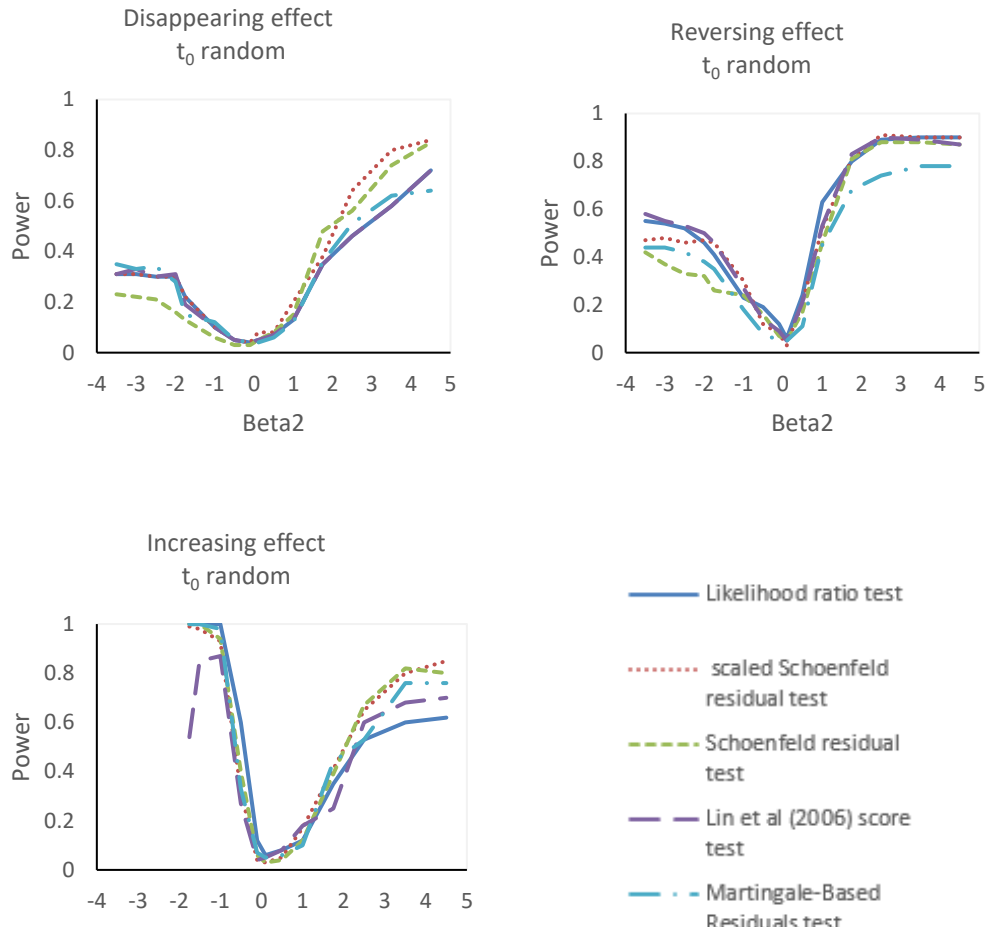 Disappearing effect
t0 random
1
0.8
0.6
0.4
0.2
0
Power
-4 -3 -2 -1 0 1 2 3 4 5
Beta2
Reversing effect
t0 random
1
0.8
0.6
0.4
0.2
0
Power
-4 -3 -2 -1 0 1 2 3 4 5
Beta2
Increasing effect
t0 random
1
0.8
0.6
0.4
0.2
0
Power
-4 -3 -2 -1 0 1 2 3 4 5
Likelihood ratio test
scaled Schoenfeld
residual test
Schoenfeld residual
test
Lin et al (2006) score
test
Martingale-Based
Residuals test